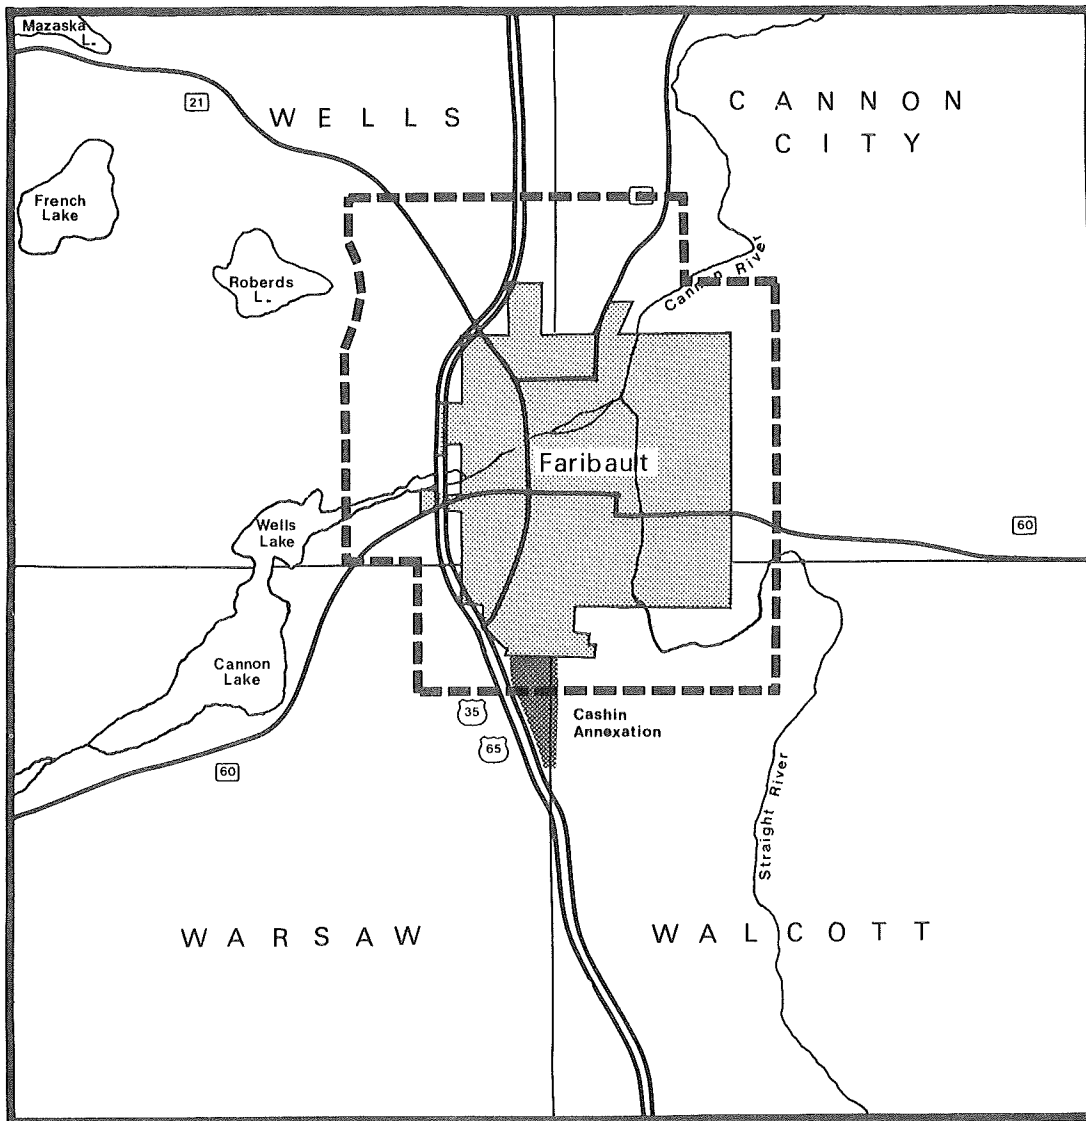 Mazaska
L.
21
W E L L S
C A N N O N
C I T Y
French
Lake
Roberds
L.
Cannon River
Faribault
Wells
Lake
60
Cannon
Lake
35
65
Cashin
Annexation
60
Straight River
W A R S A W
W A L C O T T